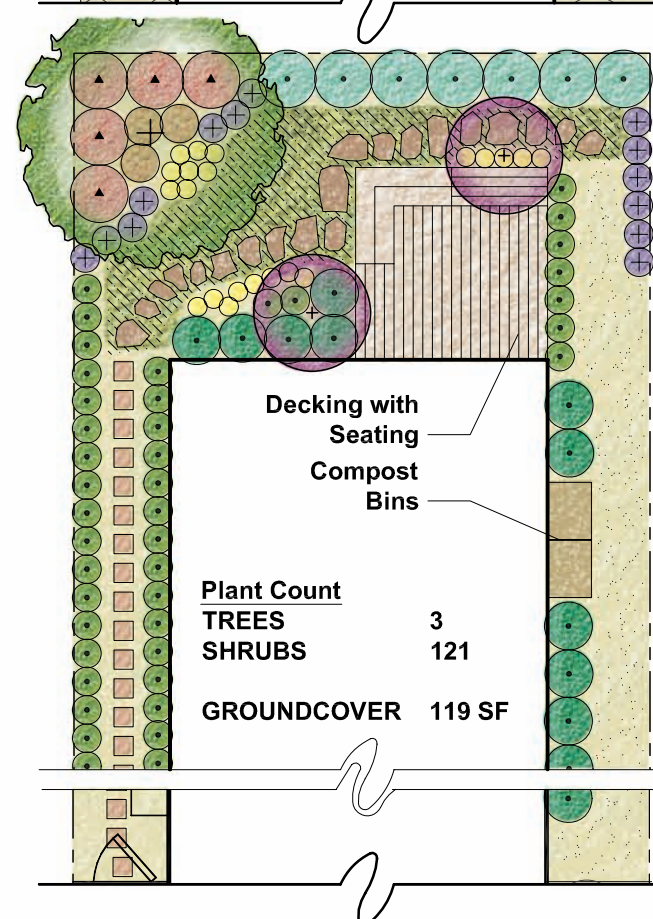 Decking with
Seating
Compost
Bins
Plant Count
TREES 3
SHRUBS 121
GROUNDCOVER 119 SF